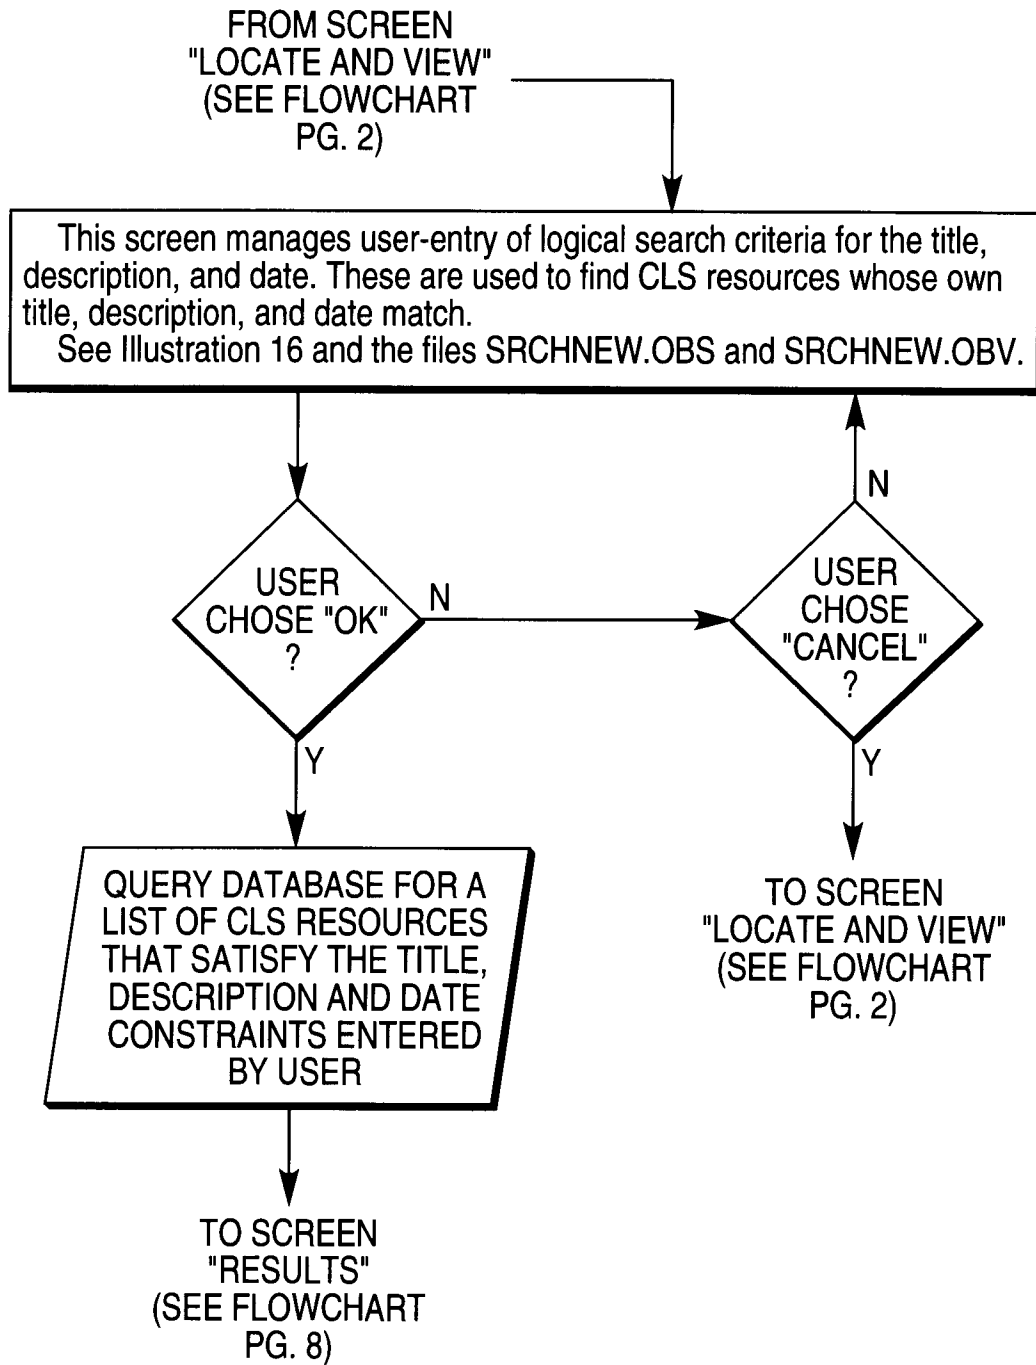 FROM SCREEN
"LOCATE AND VIEW"
(SEE FLOWCHART
PG. 2)
This screen manages user-entry of logical search criteria for the title,
description, and date. These are used to find CLS resources whose own
title, description, and date match.
See Illustration 16 and the files SRCHNEW.OBS and SRCHNEW.OBV.
USER
CHOSE "OK"
?
N
Y
USER
CHOSE
"CANCEL"
?
N
Y
QUERY DATABASE FOR A
LIST OF CLS RESOURCES
THAT SATISFY THE TITLE,
DESCRIPTION AND DATE
CONSTRAINTS ENTERED
BY USER
TO SCREEN
"LOCATE AND VIEW"
(SEE FLOWCHART
PG. 2)
TO SCREEN
"RESULTS"
(SEE FLOWCHART
PG. 8)